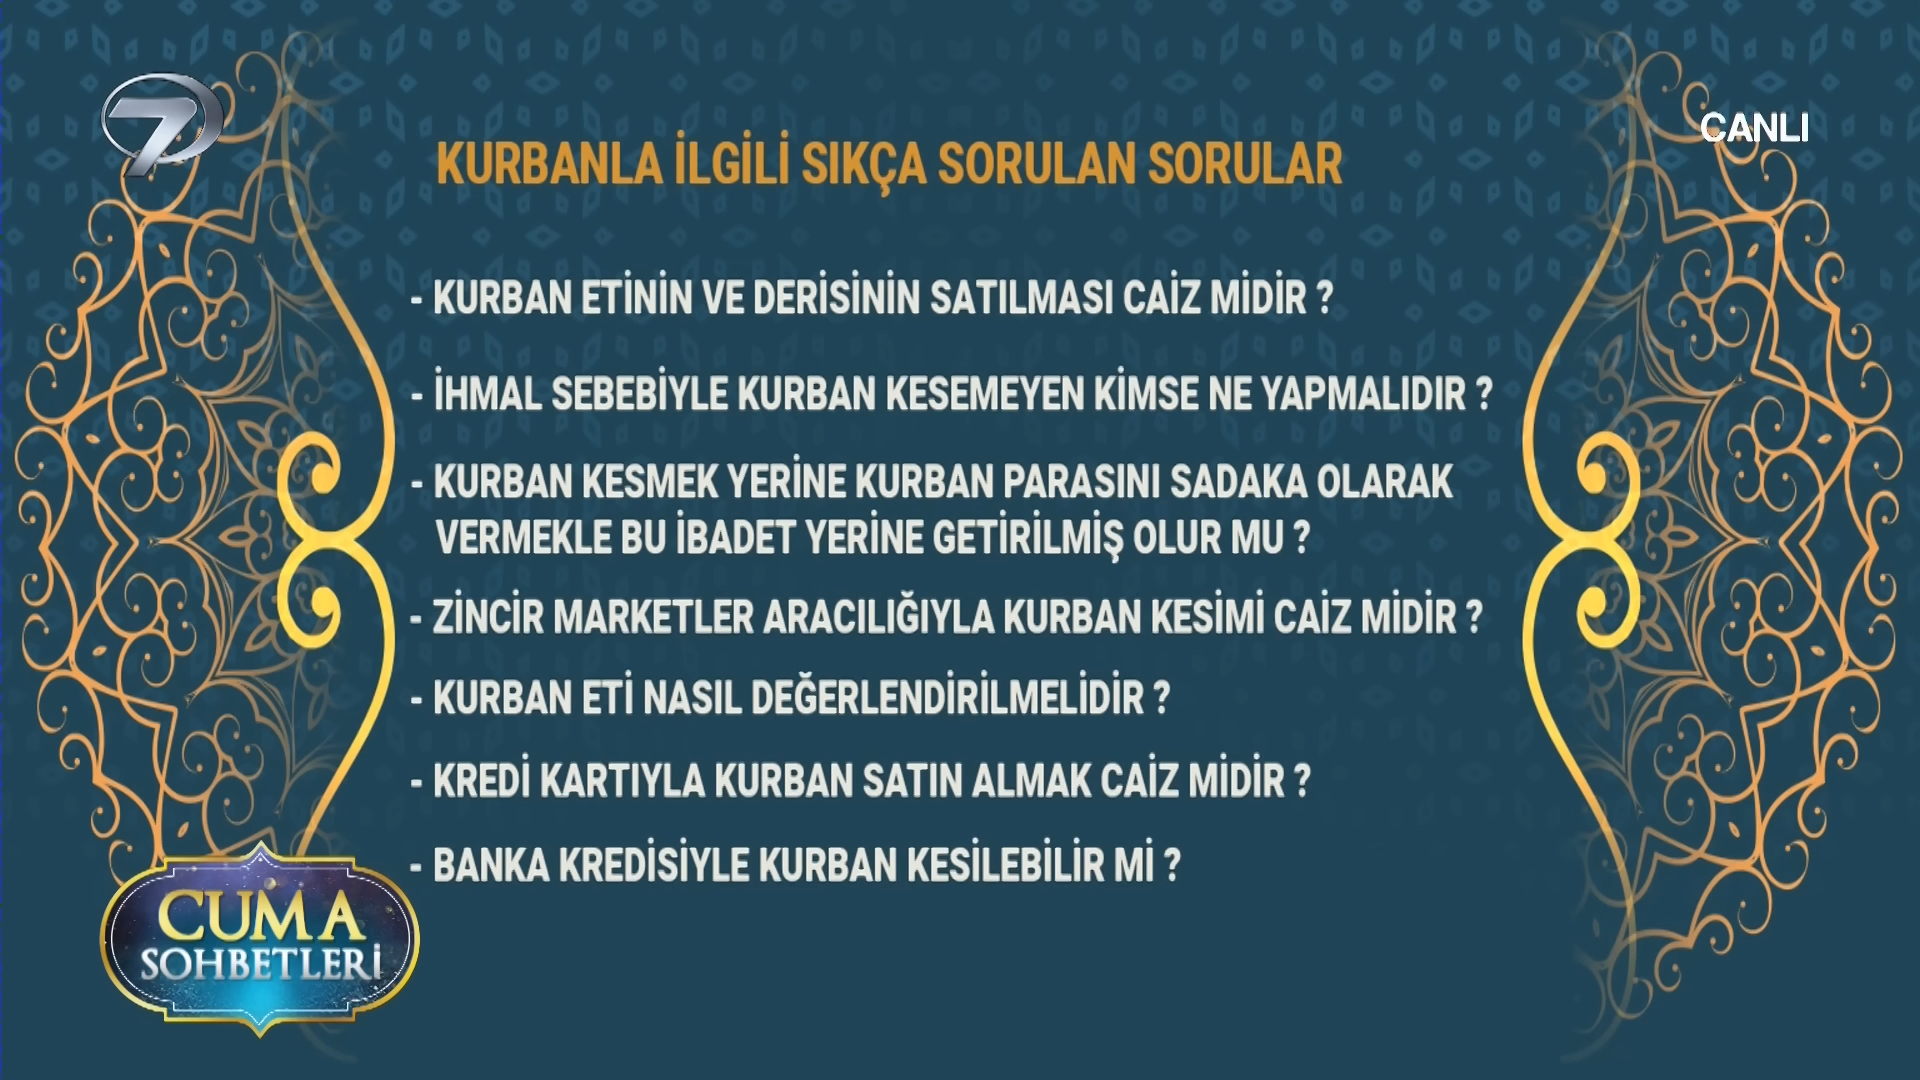 7
CANLI
KURBANLA İLGİLİ SIKÇA SORULAN SORULAR
- KURBAN ETİNİN VE DERİSİNİN SATILMASI CAİZ MİDİR ?
- İHMAL SEBEBİYLE KURBAN KESEMEYEN KİMSE NE YAPMALIDIR ?
- KURBAN KESMEK YERİNE KURBAN PARASINI SADAKA OLARAK
VERMEKLE BU İBADET YERİNE GETİRİLMİŞ OLUR MU ?
- ZİNCİR MARKETLER ARACILIĞIYLA KURBAN KESİMİ CAİZ MİDİR ?
- KURBAN ETİ NASIL DEĞERLENDİRİLMELİDİR ?
- KREDİ KARTIYLA KURBAN SATIN ALMAK CAİZ MİDİR ?
- BANKA KREDİSİYLE KURBAN KESİLEBİLİR Mİ ?
CUMA
SOHBETLERİ